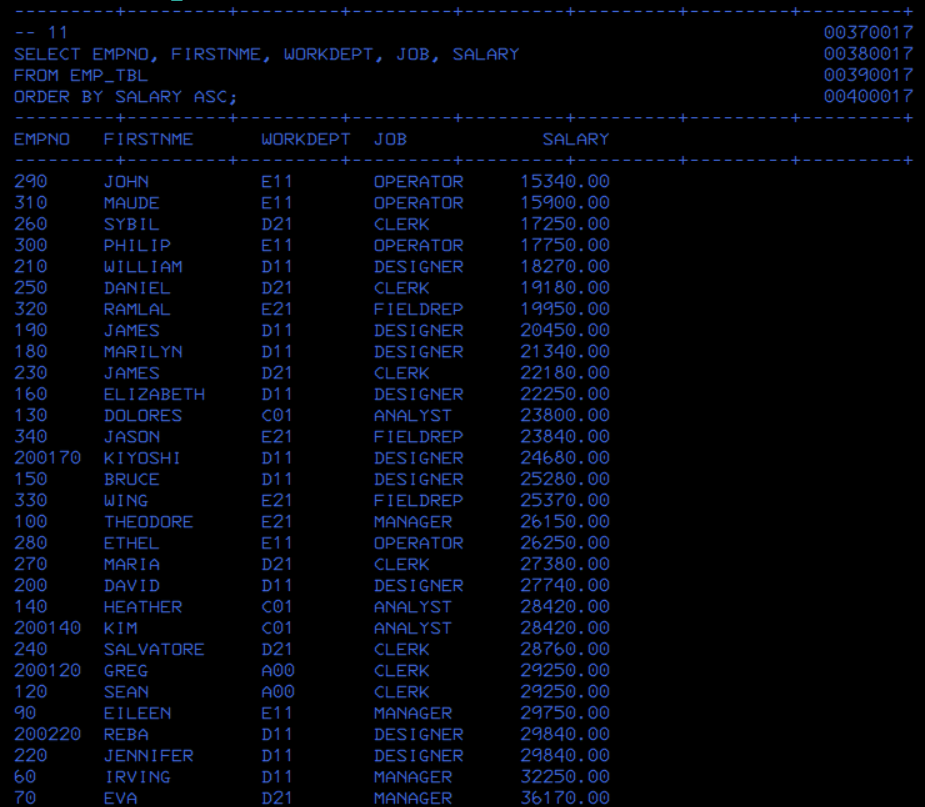 ---------+---------+---------+---------+---------+---------+---------+---------+
-- 11                                                                   00370017
SELECT EMPNO, FIRSTNME, WORKDEPT, JOB, SALARY                           00380017
FROM EMP_TBL                                                            00390017
ORDER BY SALARY ASC;                                                    00400017
---------+---------+---------+---------+---------+---------+---------+---------+
EMPNO   FIRSTNME      WORKDEPT  JOB            SALARY
---------+---------+---------+---------+---------+---------+---------+---------+
290     JOHN          E11       OPERATOR     15340.00
310     MAUDE         E11       OPERATOR     15900.00
260     SYBIL         D21       CLERK        17250.00
300     PHILIP        E11       OPERATOR     17750.00
210     WILLIAM       D11       DESIGNER     18270.00
250     DANIEL        D21       CLERK        19180.00
320     RAMLAL        E21       FIELDREP     19950.00
190     JAMES         D11       DESIGNER     20450.00
180     MARILYN       D11       DESIGNER     21340.00
230     JAMES         D21       CLERK        22180.00
160     ELIZABETH     D11       DESIGNER     22250.00
130     DOLORES       C01       ANALYST      23800.00
340     JASON         E21       FIELDREP     23840.00
200170  KIYOSHI       D11       DESIGNER     24680.00
150     BRUCE         D11       DESIGNER     25280.00
330     WING          E21       FIELDREP     25370.00
100     THEODORE      E21       MANAGER      26150.00
280     ETHEL         E11       OPERATOR     26250.00
270     MARIA         D21       CLERK        27380.00
200     DAVID         D11       DESIGNER     27740.00
140     HEATHER       C01       ANALYST      28420.00
200140  KIM           C01       ANALYST      28420.00
240     SALVATORE     D21       CLERK        28760.00
200120  GREG          A00       CLERK        29250.00
120     SEAN          A00       CLERK        29250.00
90      EILEEN        E11       MANAGER      29750.00
200220  REBA          D11       DESIGNER     29840.00
220     JENNIFER      D11       DESIGNER     29840.00
60      IRVING        D11       MANAGER      32250.00
70      EVA           D21       MANAGER      36170.00